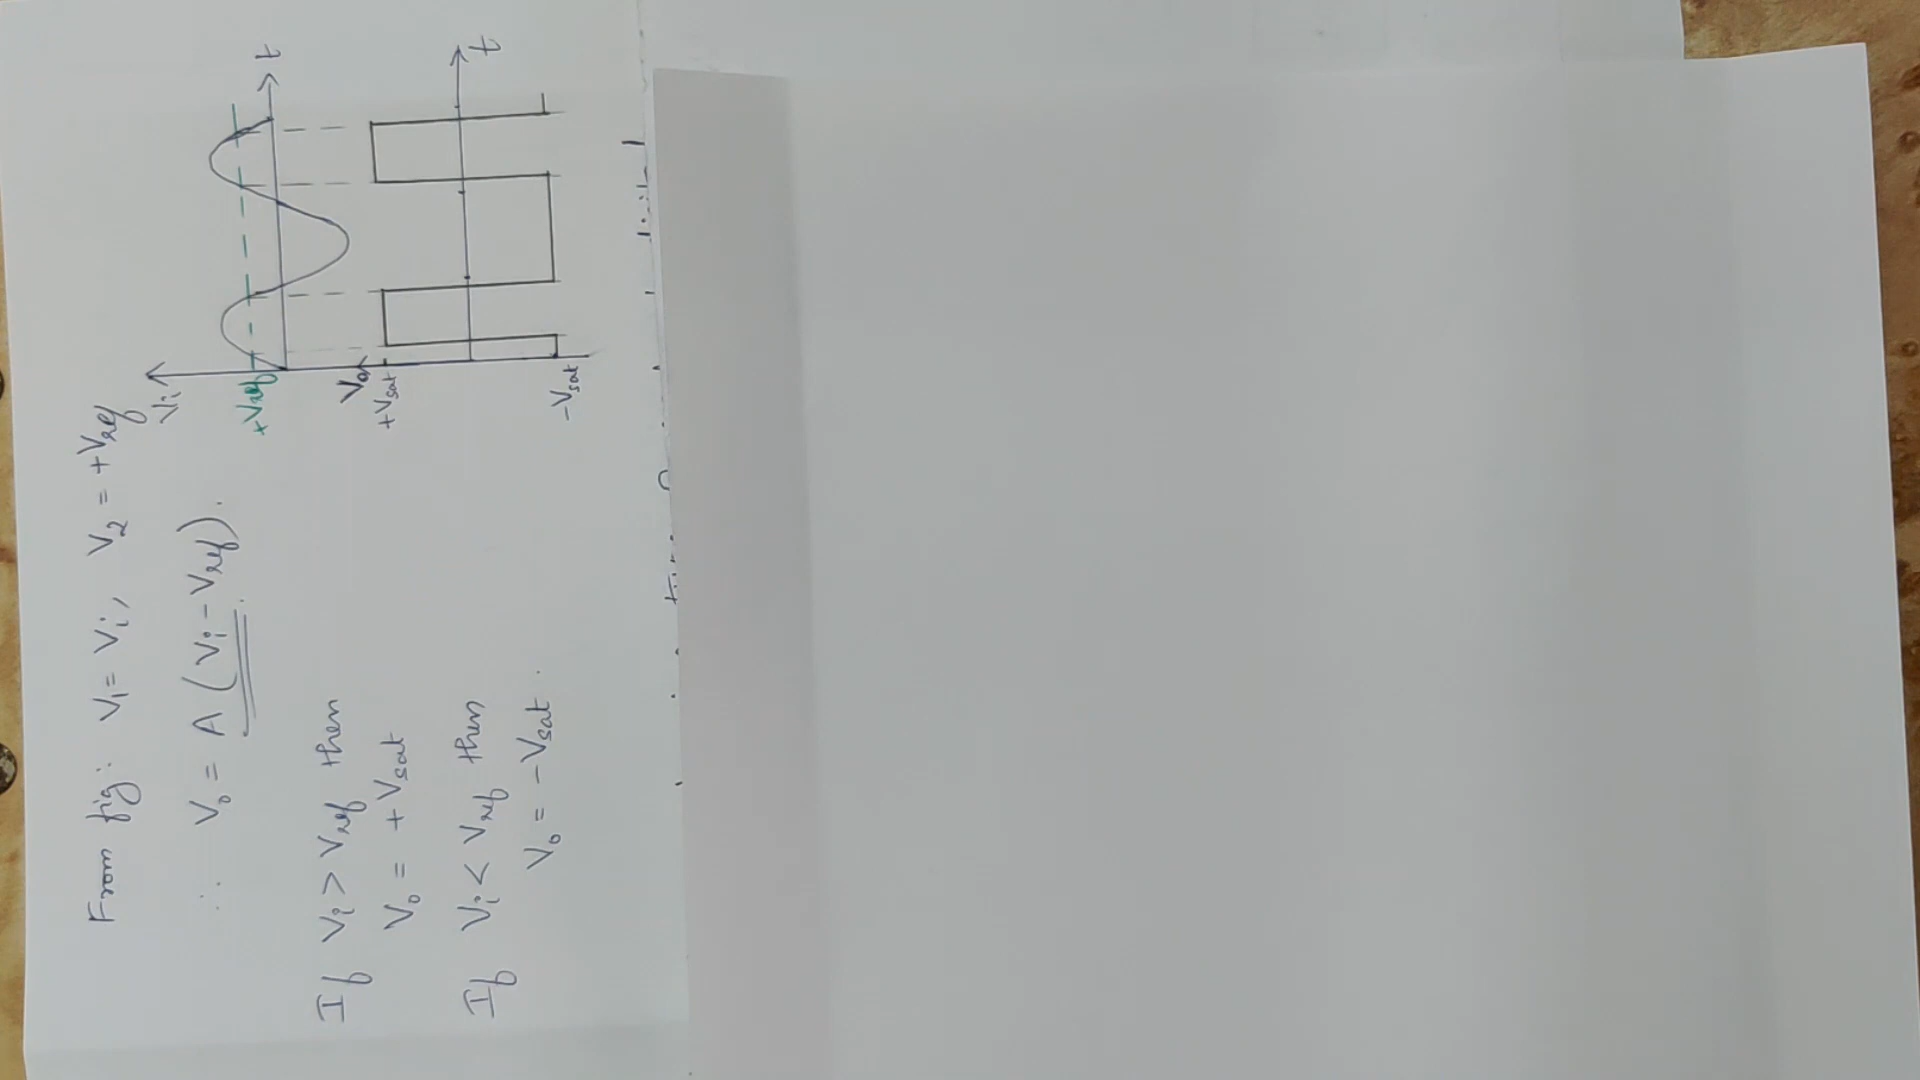 From fig: V₁ = Vᵢ, V₂ = +Vref
∴ V₀ = A (Vᵢ - Vref).
If Vᵢ > Vref then
V₀ = + Vsat
If Vᵢ < Vref then
V₀ = - Vsat.
Vᵢ
+Vref
t
V₀
+Vsat
t
-Vsat